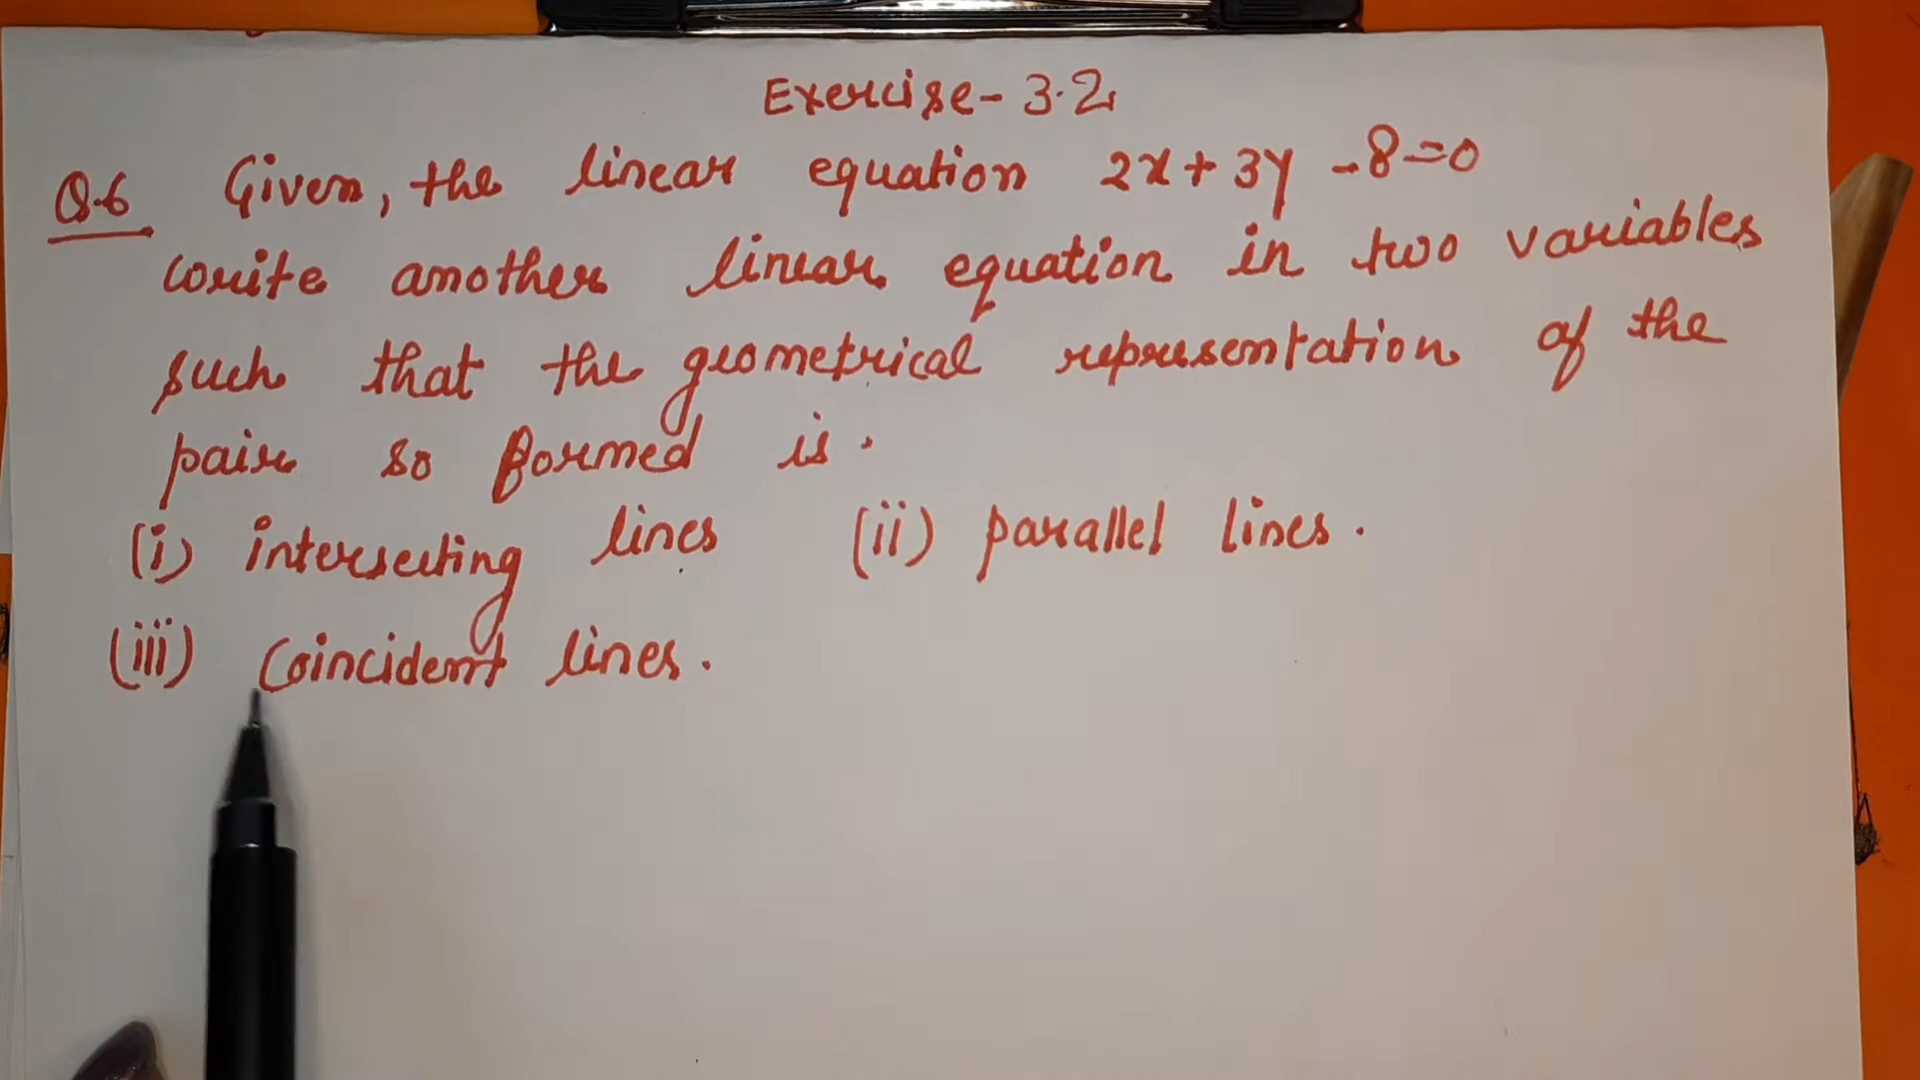 Exercise - 3.2
Q.6 Given, the linear equation 2x + 3y - 8 = 0
write another linear equation in two variables
such that the geometrical representation of the
pair so formed is.
(i) intersecting lines (ii) parallel lines.
(iii) Coincident lines.